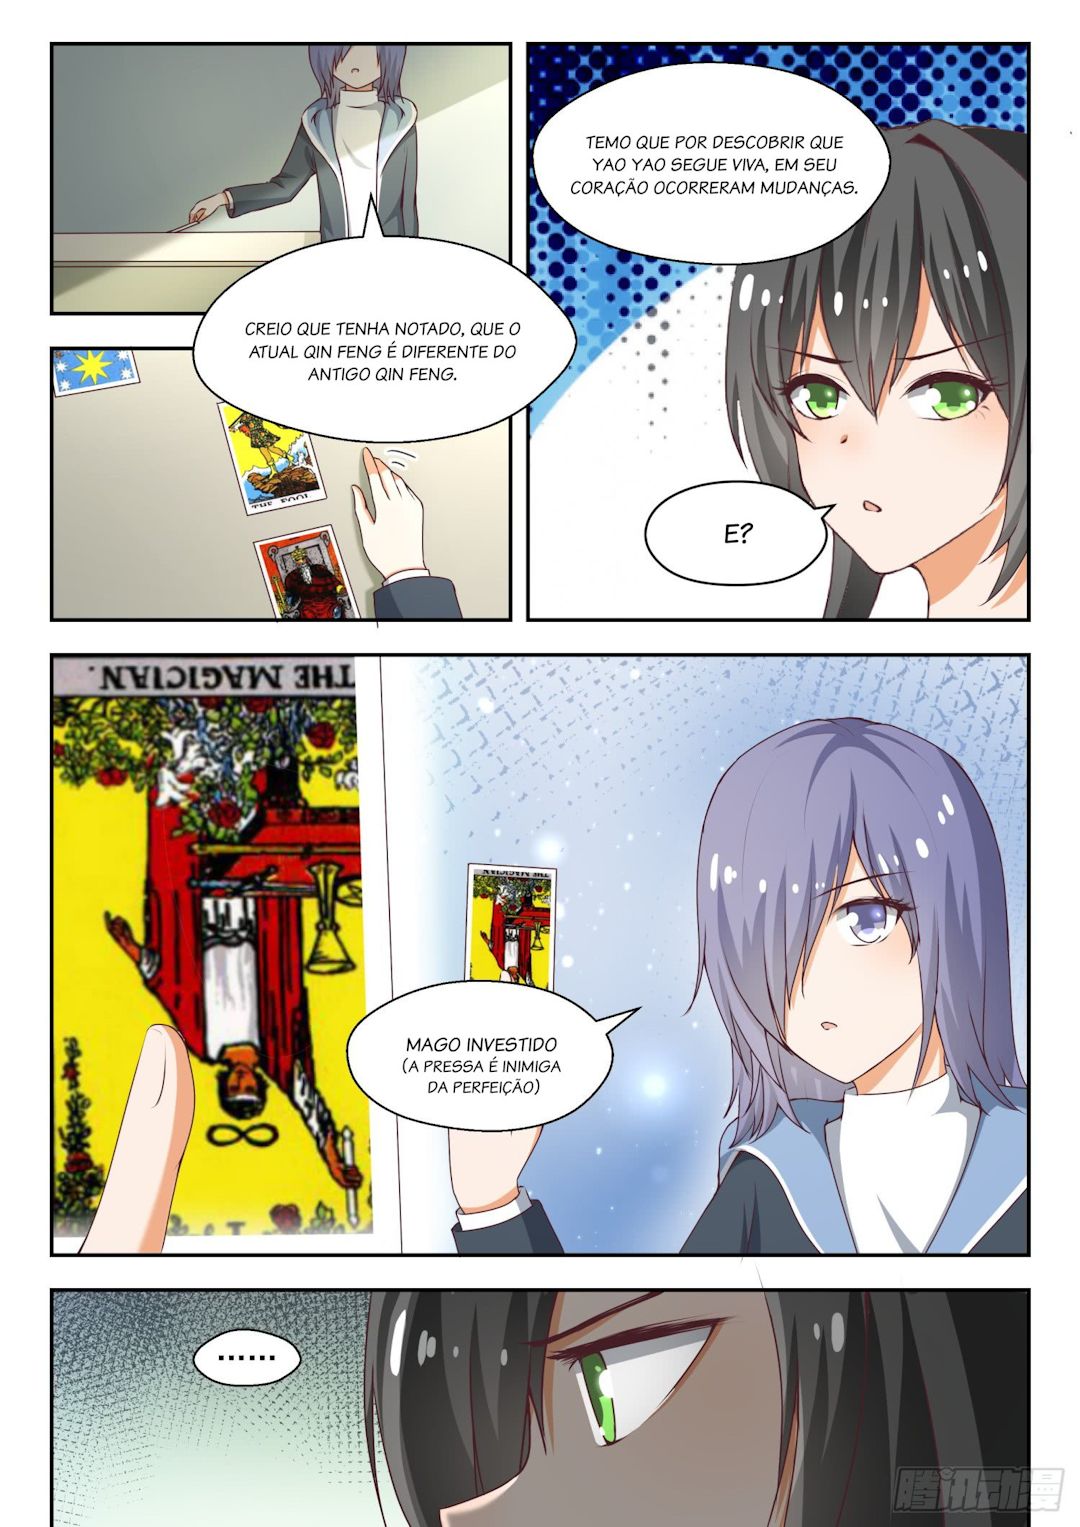 CREIO QUE TENHA NOTADO, QUE O
ATUAL QIN FENG É DIFERENTE DO
ANTIGO QIN FENG.
TEMO QUE POR DESCOBRIR QUE
YAO YAO SEGUE VIVA, EM SEU
CORAÇÃO OCORRERAM MUDANÇAS.
E?
THE FOOL
THE MAGICIAN.
I
THE MAGICIAN
MAGO INVESTIDO
(A PRESSA É INIMIGA
DA PERFEIÇÃO)
......
腾讯动漫